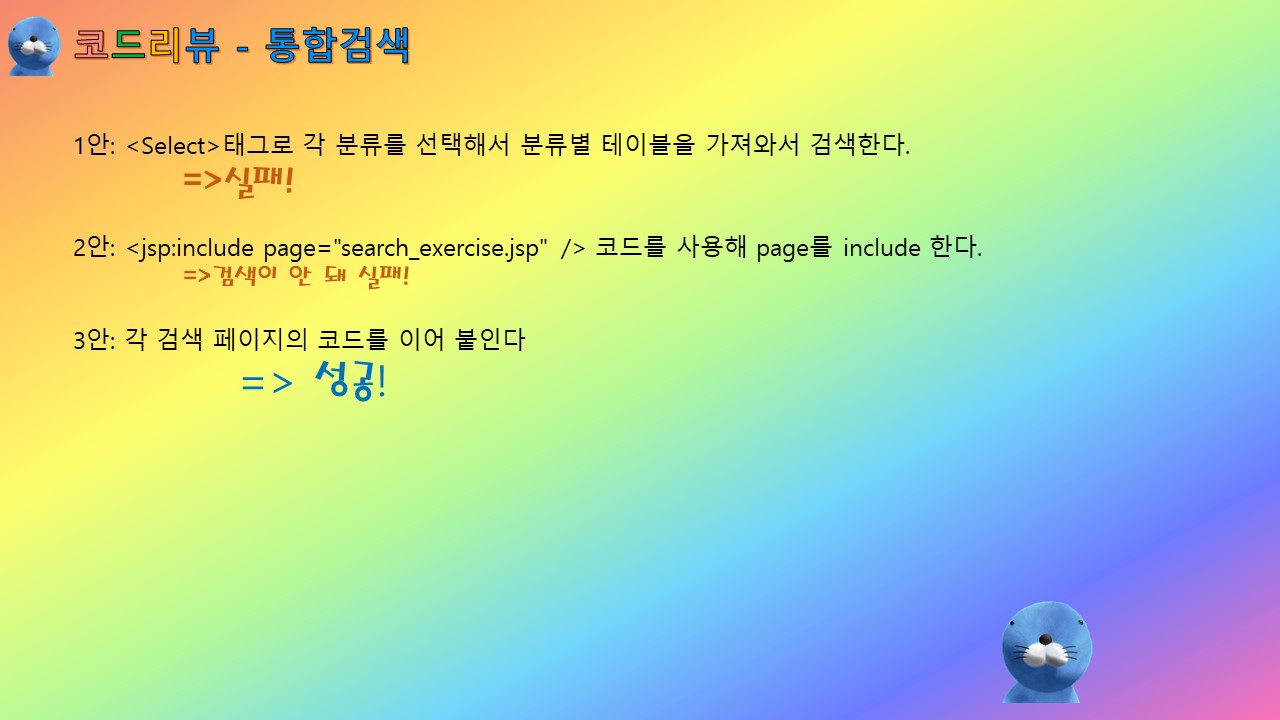 코드리뷰 - 통합검색
1안: <Select>태그로 각 분류를 선택해서 분류별 테이블을 가져와서 검색한다.
=>실패!
2안: <jsp:include page="search_exercise.jsp" /> 코드를 사용해 page를 include 한다.
=>검색이 안 돼 실패!
3안: 각 검색 페이지의 코드를 이어 붙인다
=> 성공!